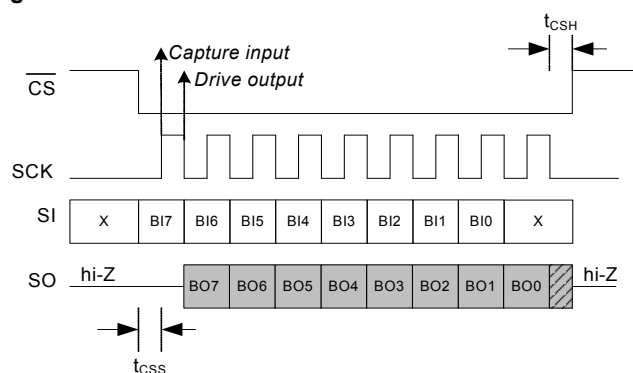 g
tCSH
Capture input
Drive output
CS
SCK
SI X BI7 BI6 BI5 BI4 BI3 BI2 BI1 BI0 X
SO hi-Z BO7 BO6 BO5 BO4 BO3 BO2 BO1 BO0 hi-Z
tCSS